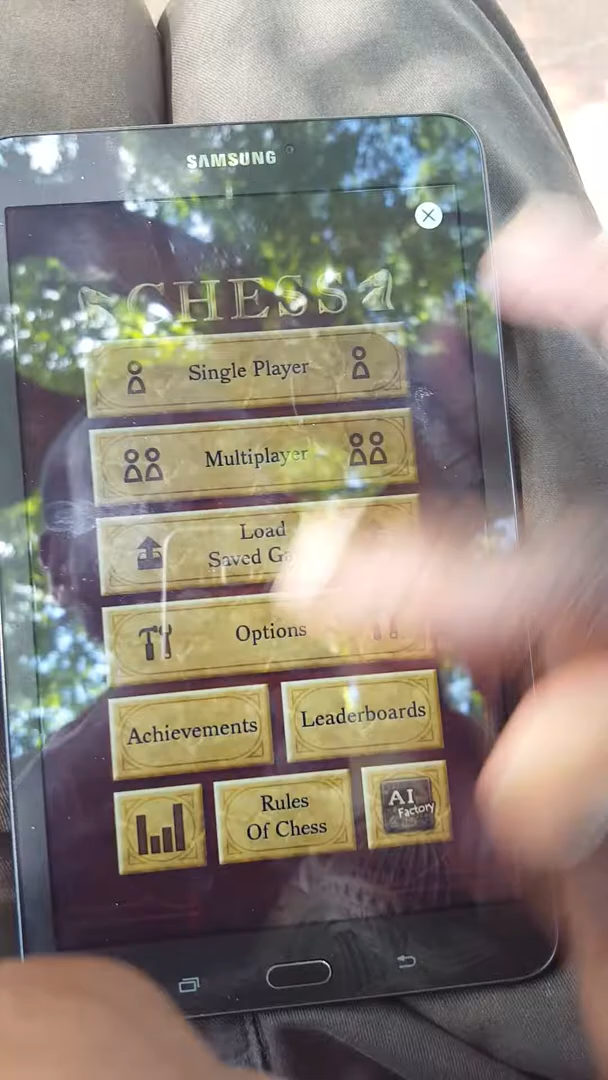 SAMSUNG
CHESS
Single Player
Multiplayer
Load
Saved
Options
Achievements
Leaderboards
Rules
Of Chess
AI
Factory